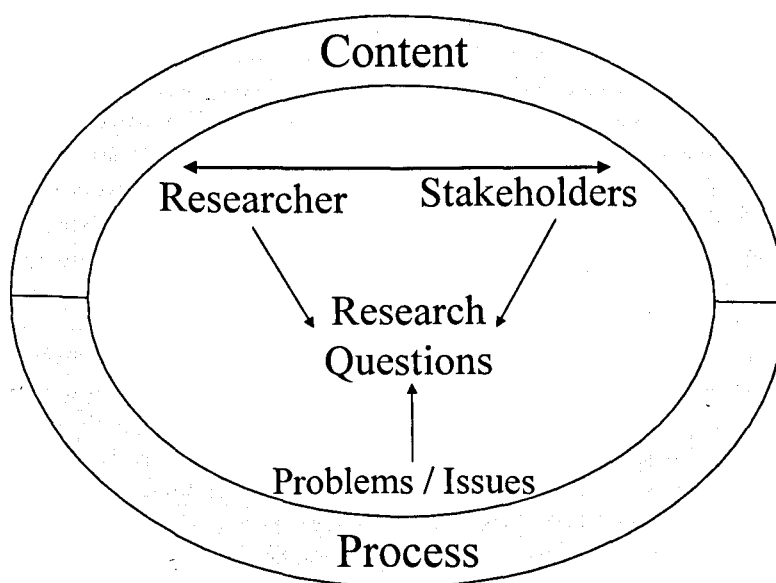 Content
Researcher
Stakeholders
Research
Questions
Problems / Issues
Process